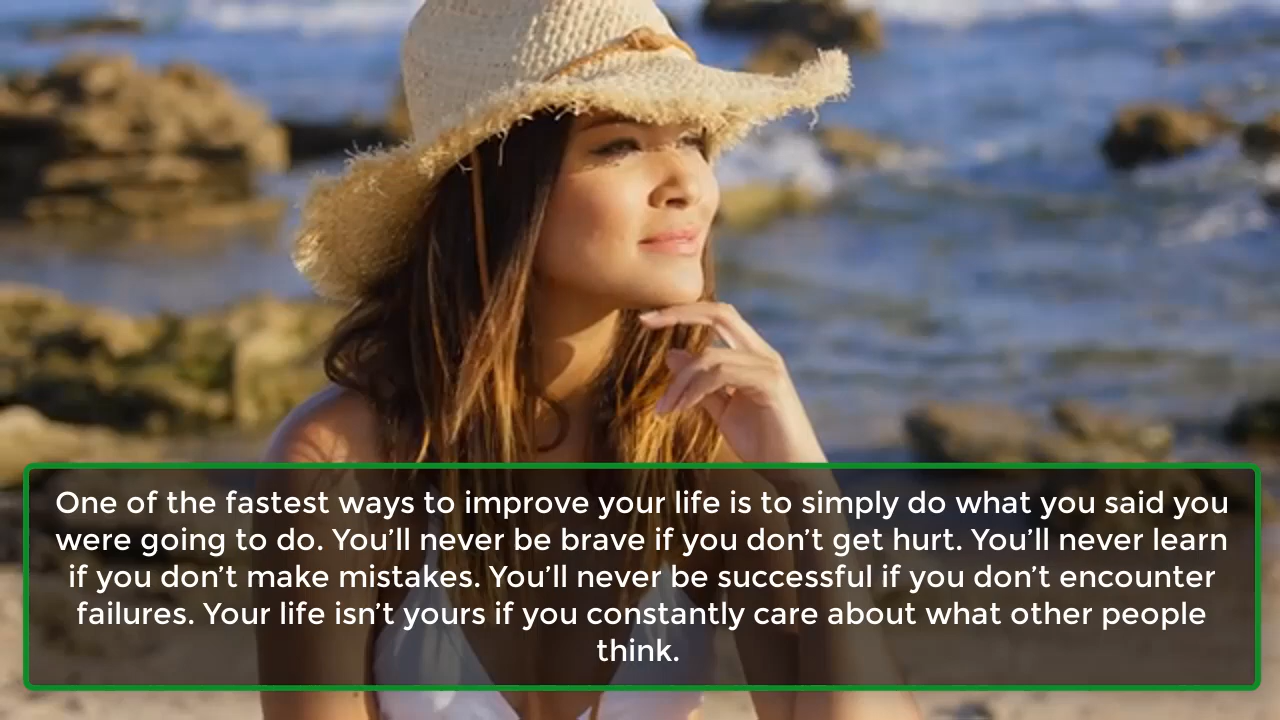 One of the fastest ways to improve your life is to simply do what you said you
were going to do. You’ll never be brave if you don’t get hurt. You’ll never learn
if you don’t make mistakes. You’ll never be successful if you don’t encounter
failures. Your life isn’t yours if you constantly care about what other people
think.